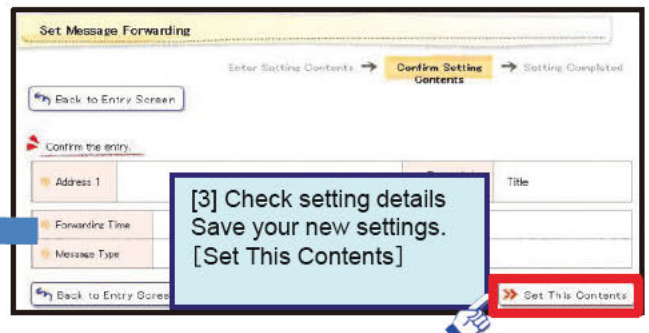 Set Message Forwarding
Enter Setting Contents → Confirm Setting Contents → Setting Completed
Back to Entry Screen
Confirm the entry.
Address 1
Title
[3] Check setting details
Save your new settings.
[Set This Contents]
Forwarding Time
Message Type
Back to Entry Scree
Set This Contents